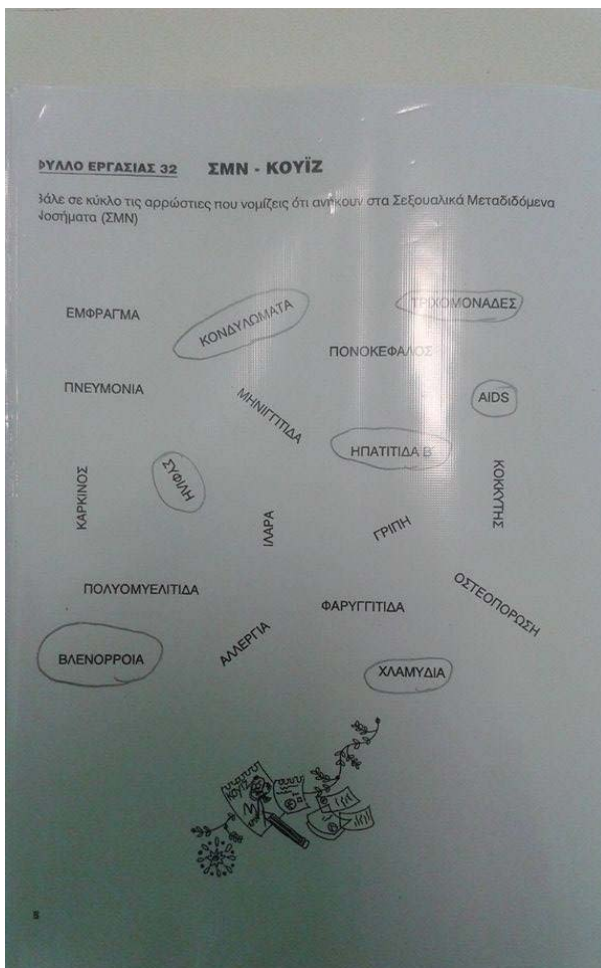 ΦΥΛΛΟ ΕΡΓΑΣΙΑΣ 32 ΣΜΝ - ΚΟΥΪΖ
Βάλε σε κύκλο τις αρρώστιες που νομίζεις ότι ανήκουν στα Σεξουαλικά Μεταδιδόμενα
Νοσήματα (ΣΜΝ)
ΕΜΦΡΑΓΜΑ
ΚΟΝΔΥΛΩΜΑΤΑ
ΤΡΙΧΟΜΟΝΑΔΕΣ
ΠΟΝΟΚΕΦΑΛΟΣ
ΠΝΕΥΜΟΝΙΑ
ΜΗΝΙΓΓΙΤΙΔΑ
AIDS
ΗΠΑΤΙΤΙΔΑ Β΄
ΚΑΡΚΙΝΟΣ
ΣΥΦΙΛΗ
ΙΛΑΡΑ
ΓΡΙΠΗ
ΚΟΚΚΥΤΗΣ
ΠΟΛΥΟΜΥΕΛΙΤΙΔΑ
ΦΑΡΥΓΓΙΤΙΔΑ
ΟΣΤΕΟΠΟΡΩΣΗ
ΒΛΕΝΟΡΡΟΙΑ
ΑΛΛΕΡΓΙΑ
ΧΛΑΜΥΔΙΑ
ΚΟΥΙΖ